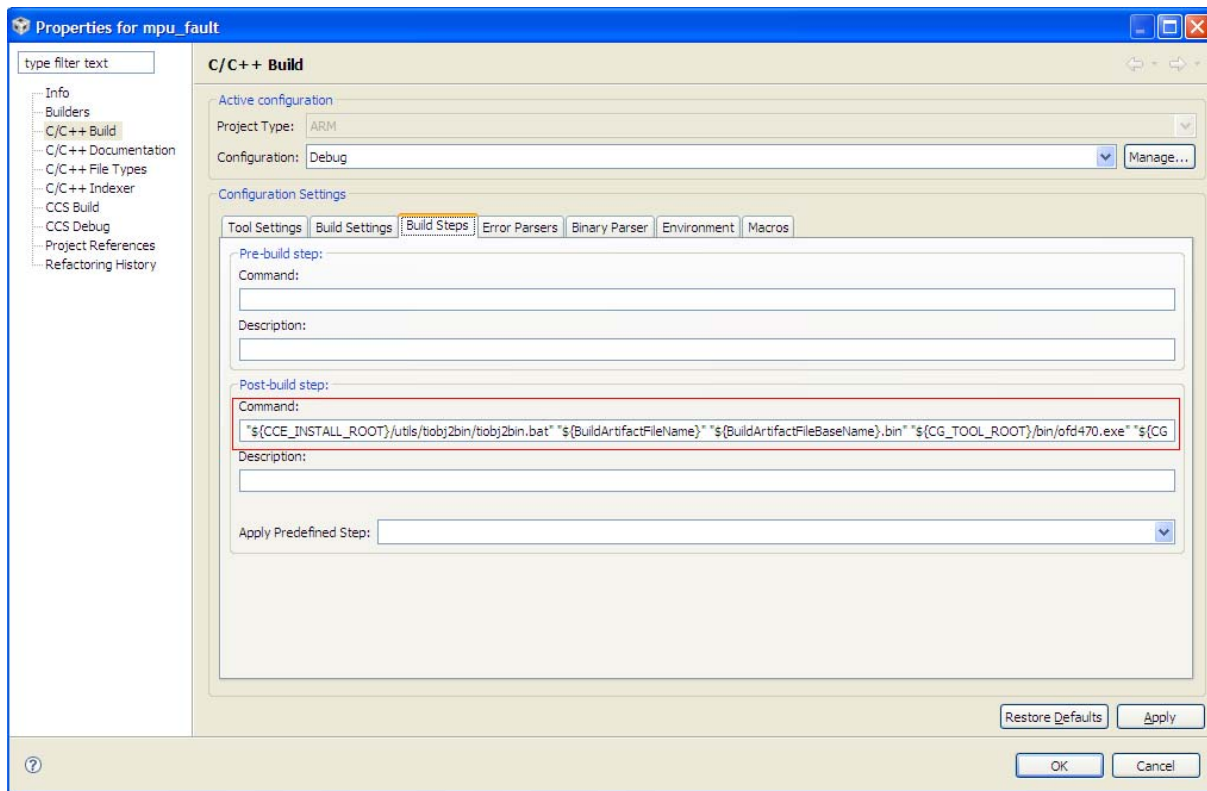 Properties for mpu_fault
type filter text
Info
Builders
C/C++ Build
C/C++ Documentation
C/C++ File Types
C/C++ Indexer
CCS Build
CCS Debug
Project References
Refactoring History
C/C++ Build
Active configuration
Project Type: ARM
Configuration: Debug Manage...
Configuration Settings
Tool Settings Build Settings Build Steps Error Parsers Binary Parser Environment Macros
Pre-build step:
Command:
Description:
Post-build step:
Command:
"${CCE_INSTALL_ROOT}/utils/tiobj2bin/tiobj2bin.bat" "${BuildArtifactFileName}" "${BuildArtifactFileBaseName}.bin" "${CG_TOOL_ROOT}/bin/ofd470.exe" "${CG
Description:
Apply Predefined Step:
Restore Defaults Apply
? OK Cancel